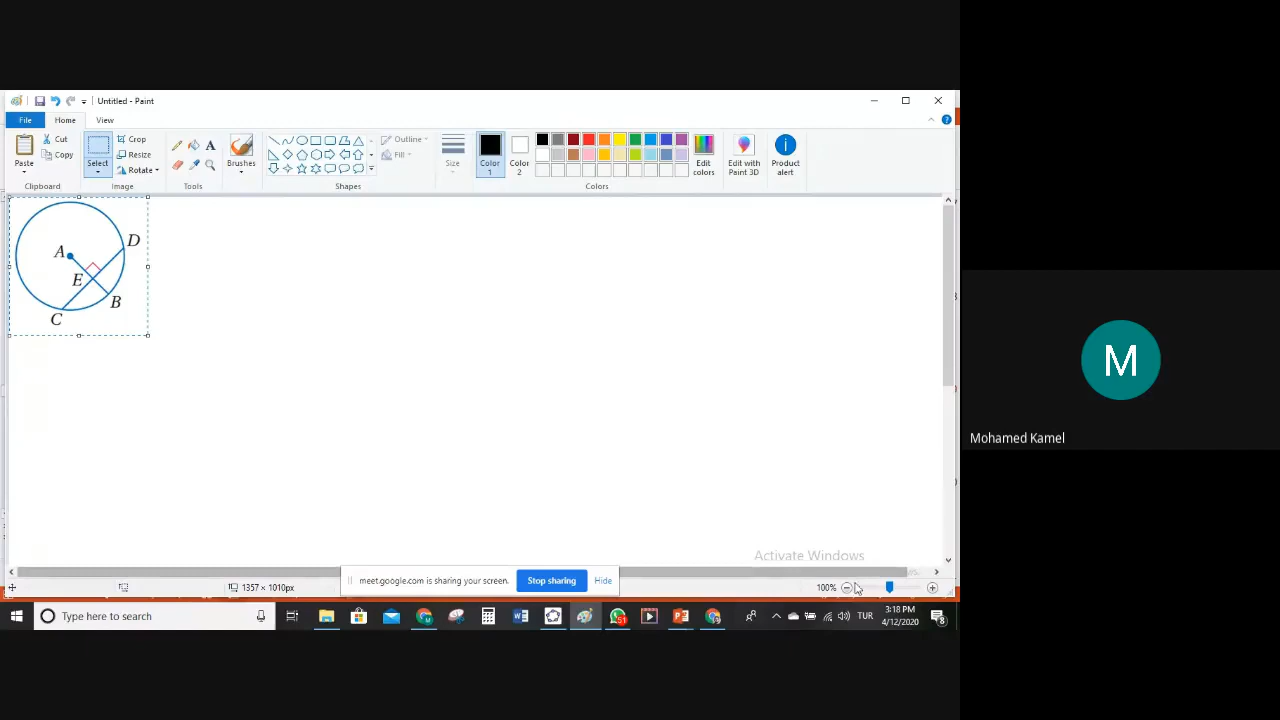 Untitled - Paint
File
Home
View
Paste
Cut
Copy
Clipboard
Select
Crop
Resize
Rotate
Image
Tools
Brushes
Shapes
Outline
Fill
Size
Color
1
Color
2
Colors
Edit
colors
Edit with
Paint 3D
Product
alert
A
D
E
B
C
M
Mohamed Kamel
Activate Windows
meet.google.com is sharing your screen.
Stop sharing
Hide
1357 × 1010px
100%
Type here to search
51
TUR
3:18 PM
4/12/2020
8